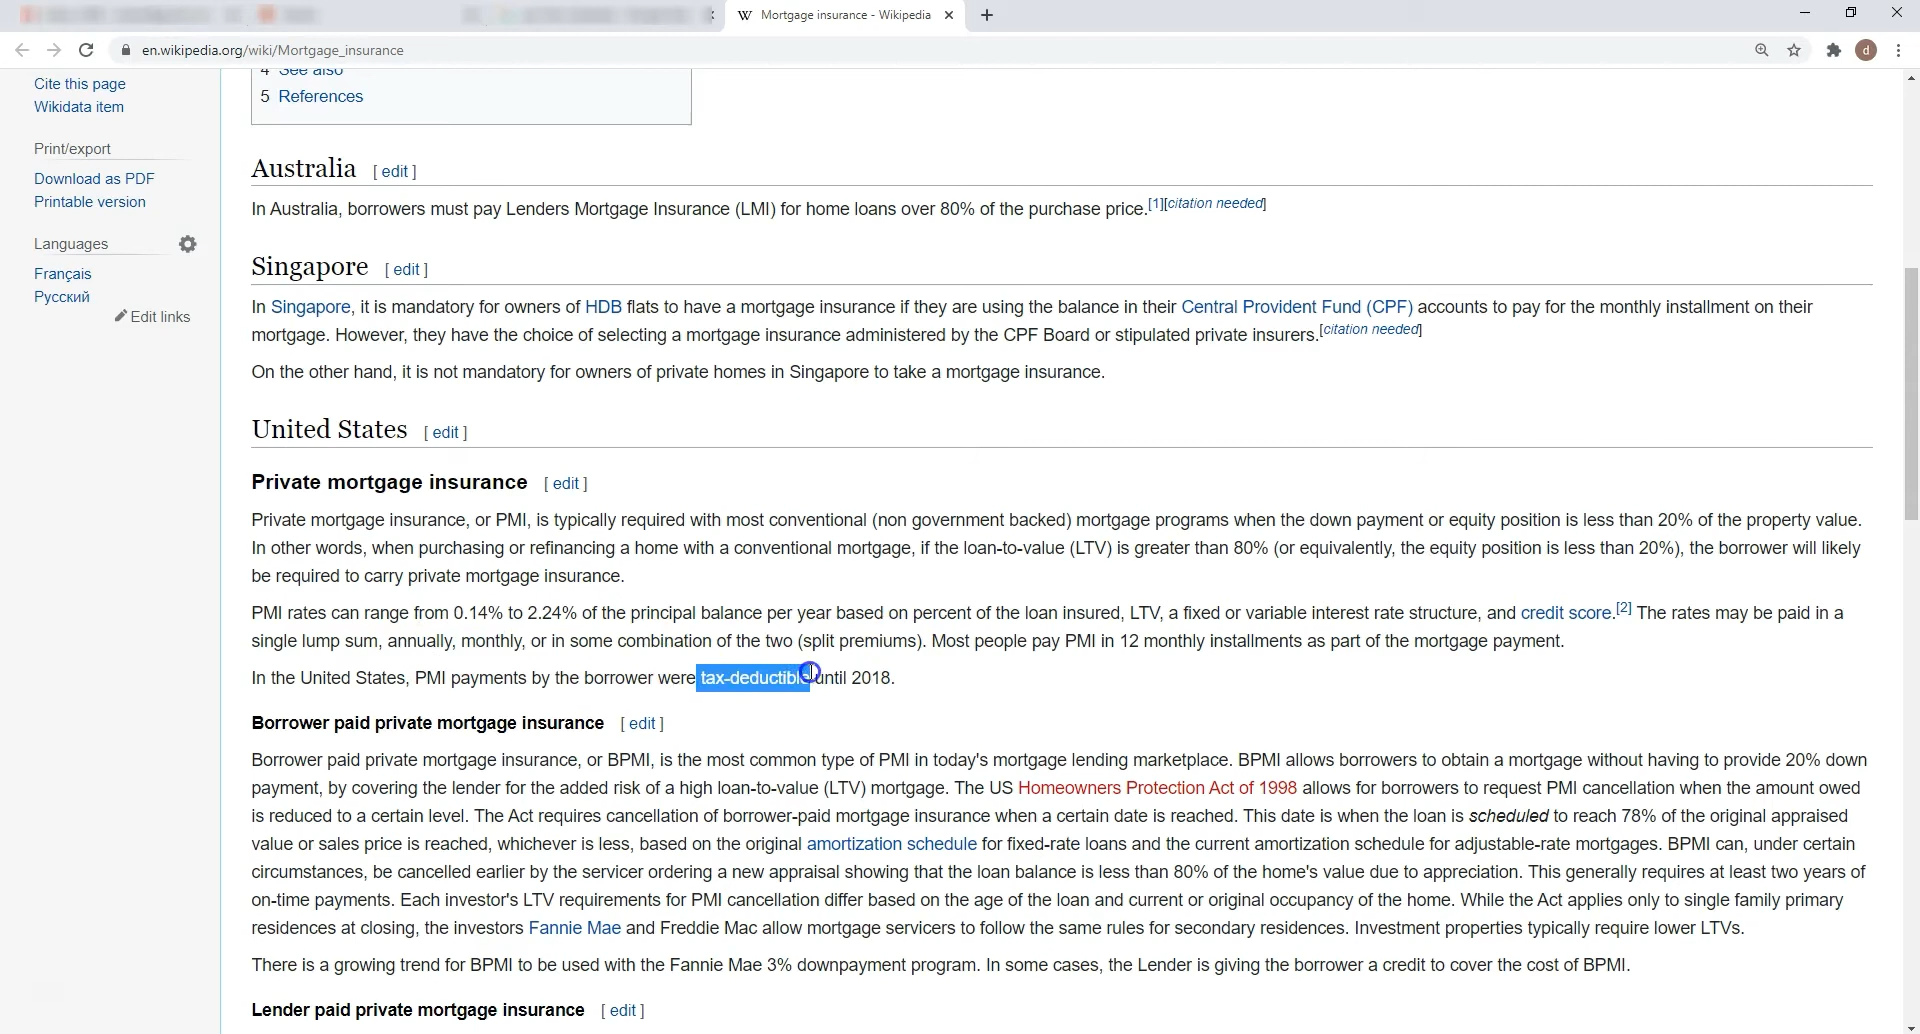 W Mortgage insurance - Wikipedia
en.wikipedia.org/wiki/Mortgage_insurance
d
Cite this page
Wikidata item
Print/export
Download as PDF
Printable version
Languages
Français
Русский
Edit links
4 See also
5 References
Australia [ edit ]
In Australia, borrowers must pay Lenders Mortgage Insurance (LMI) for home loans over 80% of the purchase price.[1][citation needed]
Singapore [ edit ]
In Singapore, it is mandatory for owners of HDB flats to have a mortgage insurance if they are using the balance in their Central Provident Fund (CPF) accounts to pay for the monthly installment on their
mortgage. However, they have the choice of selecting a mortgage insurance administered by the CPF Board or stipulated private insurers.[citation needed]
On the other hand, it is not mandatory for owners of private homes in Singapore to take a mortgage insurance.
United States [ edit ]
Private mortgage insurance [ edit ]
Private mortgage insurance, or PMI, is typically required with most conventional (non government backed) mortgage programs when the down payment or equity position is less than 20% of the property value.
In other words, when purchasing or refinancing a home with a conventional mortgage, if the loan-to-value (LTV) is greater than 80% (or equivalently, the equity position is less than 20%), the borrower will likely
be required to carry private mortgage insurance.
PMI rates can range from 0.14% to 2.24% of the principal balance per year based on percent of the loan insured, LTV, a fixed or variable interest rate structure, and credit score.[2] The rates may be paid in a
single lump sum, annually, monthly, or in some combination of the two (split premiums). Most people pay PMI in 12 monthly installments as part of the mortgage payment.
In the United States, PMI payments by the borrower were tax-deductible until 2018.
Borrower paid private mortgage insurance [ edit ]
Borrower paid private mortgage insurance, or BPMI, is the most common type of PMI in today's mortgage lending marketplace. BPMI allows borrowers to obtain a mortgage without having to provide 20% down
payment, by covering the lender for the added risk of a high loan-to-value (LTV) mortgage. The US Homeowners Protection Act of 1998 allows for borrowers to request PMI cancellation when the amount owed
is reduced to a certain level. The Act requires cancellation of borrower-paid mortgage insurance when a certain date is reached. This date is when the loan is scheduled to reach 78% of the original appraised
value or sales price is reached, whichever is less, based on the original amortization schedule for fixed-rate loans and the current amortization schedule for adjustable-rate mortgages. BPMI can, under certain
circumstances, be cancelled earlier by the servicer ordering a new appraisal showing that the loan balance is less than 80% of the home's value due to appreciation. This generally requires at least two years of
on-time payments. Each investor's LTV requirements for PMI cancellation differ based on the age of the loan and current or original occupancy of the home. While the Act applies only to single family primary
residences at closing, the investors Fannie Mae and Freddie Mac allow mortgage servicers to follow the same rules for secondary residences. Investment properties typically require lower LTVs.
There is a growing trend for BPMI to be used with the Fannie Mae 3% downpayment program. In some cases, the Lender is giving the borrower a credit to cover the cost of BPMI.
Lender paid private mortgage insurance [ edit ]